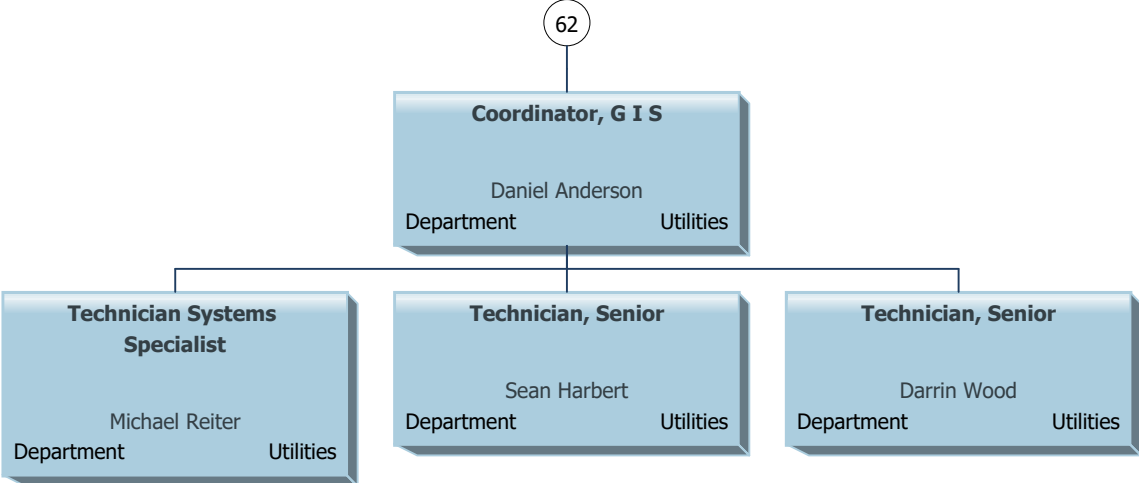 62
Coordinator, G I S
Daniel Anderson
Department Utilities
Technician Systems
Specialist
Michael Reiter
Department Utilities
Technician, Senior
Sean Harbert
Department Utilities
Technician, Senior
Darrin Wood
Department Utilities